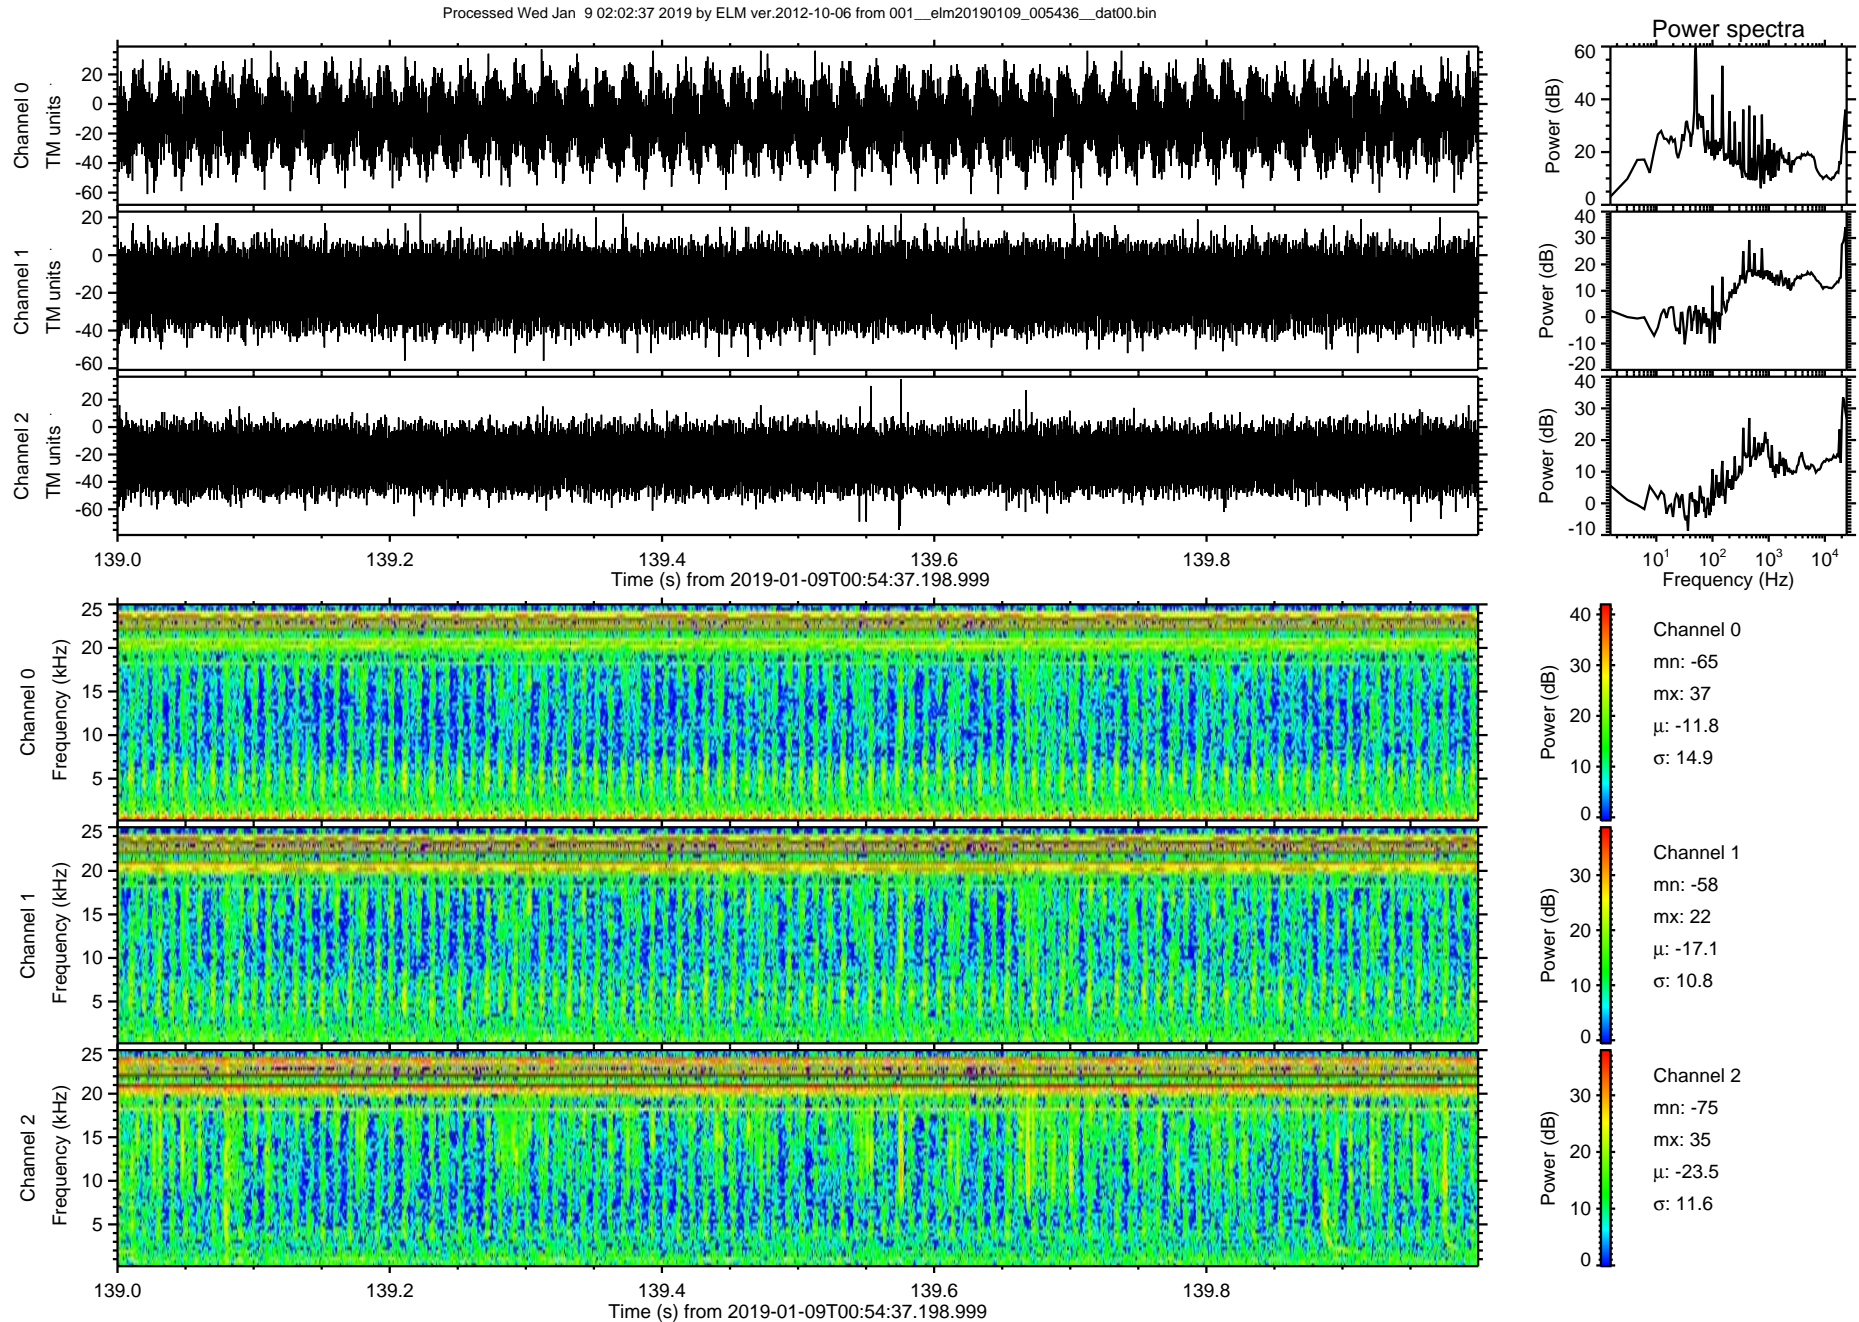 Processed Wed Jan  9 02:02:37 2019 by ELM ver.2012-10-06 from 001__elm20190109_005436__dat00.bin
Power spectra
Channel 0
TM units
20
0
-20
-40
-60
Power (dB)
60
40
20
0
Channel 1
TM units
20
0
-20
-40
-60
Power (dB)
40
30
20
10
0
-10
-20
Channel 2
TM units
20
0
-20
-40
-60
Power (dB)
40
30
20
10
0
-10
139.0 139.2 139.4 139.6 139.8
Time (s) from 2019-01-09T00:54:37.198.999
10^1 10^2 10^3 10^4
Frequency (Hz)
Channel 0
Frequency (kHz)
25
20
15
10
5
Power (dB)
40
30
20
10
0
Channel 0
mn: -65
mx: 37
μ: -11.8
σ: 14.9
Channel 1
Frequency (kHz)
25
20
15
10
5
Power (dB)
30
20
10
0
Channel 1
mn: -58
mx: 22
μ: -17.1
σ: 10.8
Channel 2
Frequency (kHz)
25
20
15
10
5
Power (dB)
30
20
10
0
Channel 2
mn: -75
mx: 35
μ: -23.5
σ: 11.6
139.0 139.2 139.4 139.6 139.8
Time (s) from 2019-01-09T00:54:37.198.999